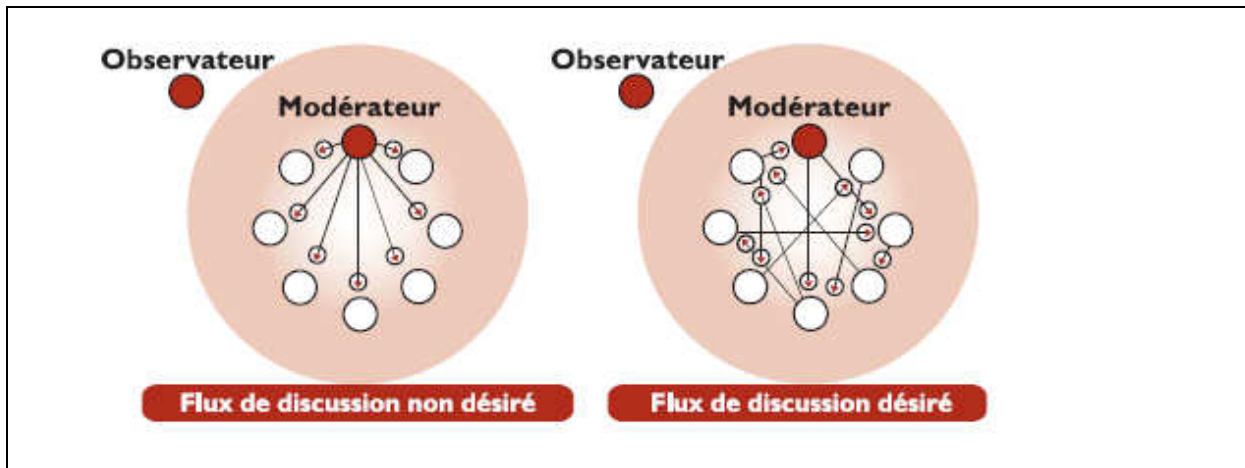 Observateur
Modérateur
Flux de discussion non désiré
Observateur
Modérateur
Flux de discussion désiré